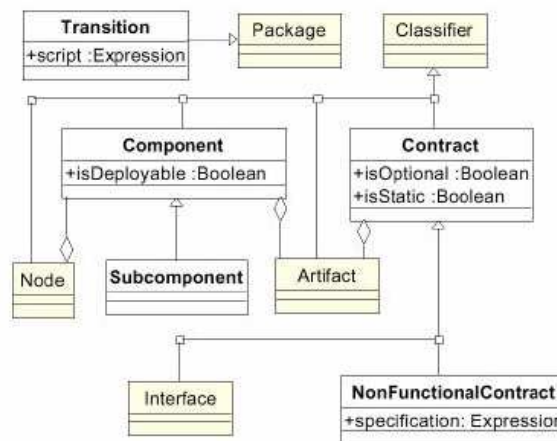 Transition
+script :Expression
Package
Classifier
Component
+isDeployable :Boolean
Contract
+isOptional :Boolean
+isStatic :Boolean
Node
Subcomponent
Artifact
Interface
NonFunctionalContract
+specification: Expression